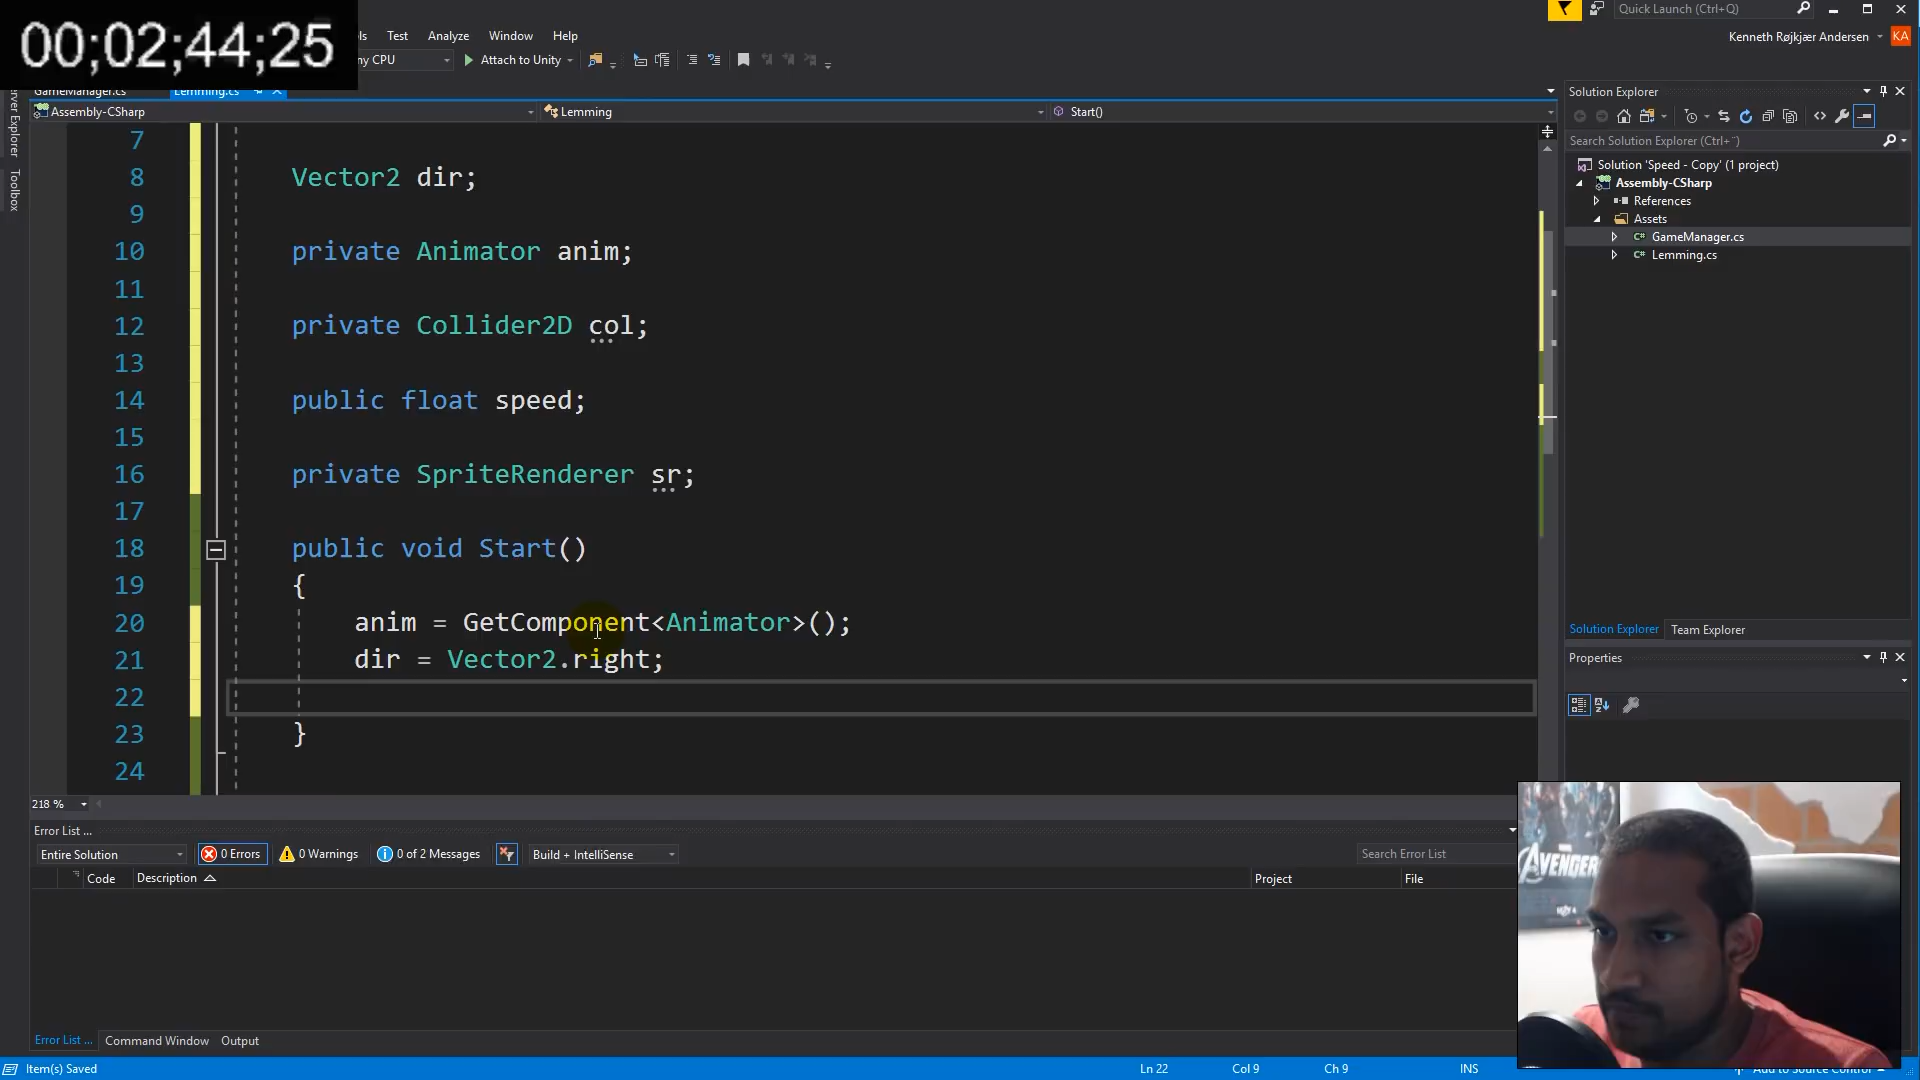 00;02;44;25
Quick Launch (Ctrl+Q)
Test Analyze Window Help
Kenneth Røjkjær Andersen KA
CPU Attach to Unity
GameManager.cs Lemming.cs
Assembly-CSharp Lemming Start()
Toolbox
7
8 Vector2 dir;
9
10 private Animator anim;
11
12 private Collider2D col;
13
14 public float speed;
15
16 private SpriteRenderer sr;
17
18 public void Start()
19 {
20 anim = GetComponent<Animator>();
21 dir = Vector2.right;
22
23 }
24
218 %
Solution Explorer
Search Solution Explorer (Ctrl+¨)
Solution 'Speed - Copy' (1 project)
Assembly-CSharp
References
Assets
C# GameManager.cs
C# Lemming.cs
Solution Explorer Team Explorer
Properties
Error List ...
Entire Solution 0 Errors 0 Warnings 0 of 2 Messages Build + IntelliSense Search Error List
Code Description Project File
AVENGER
Error List ... Command Window Output
Item(s) Saved Ln 22 Col 9 Ch 9 INS Add to Source Control